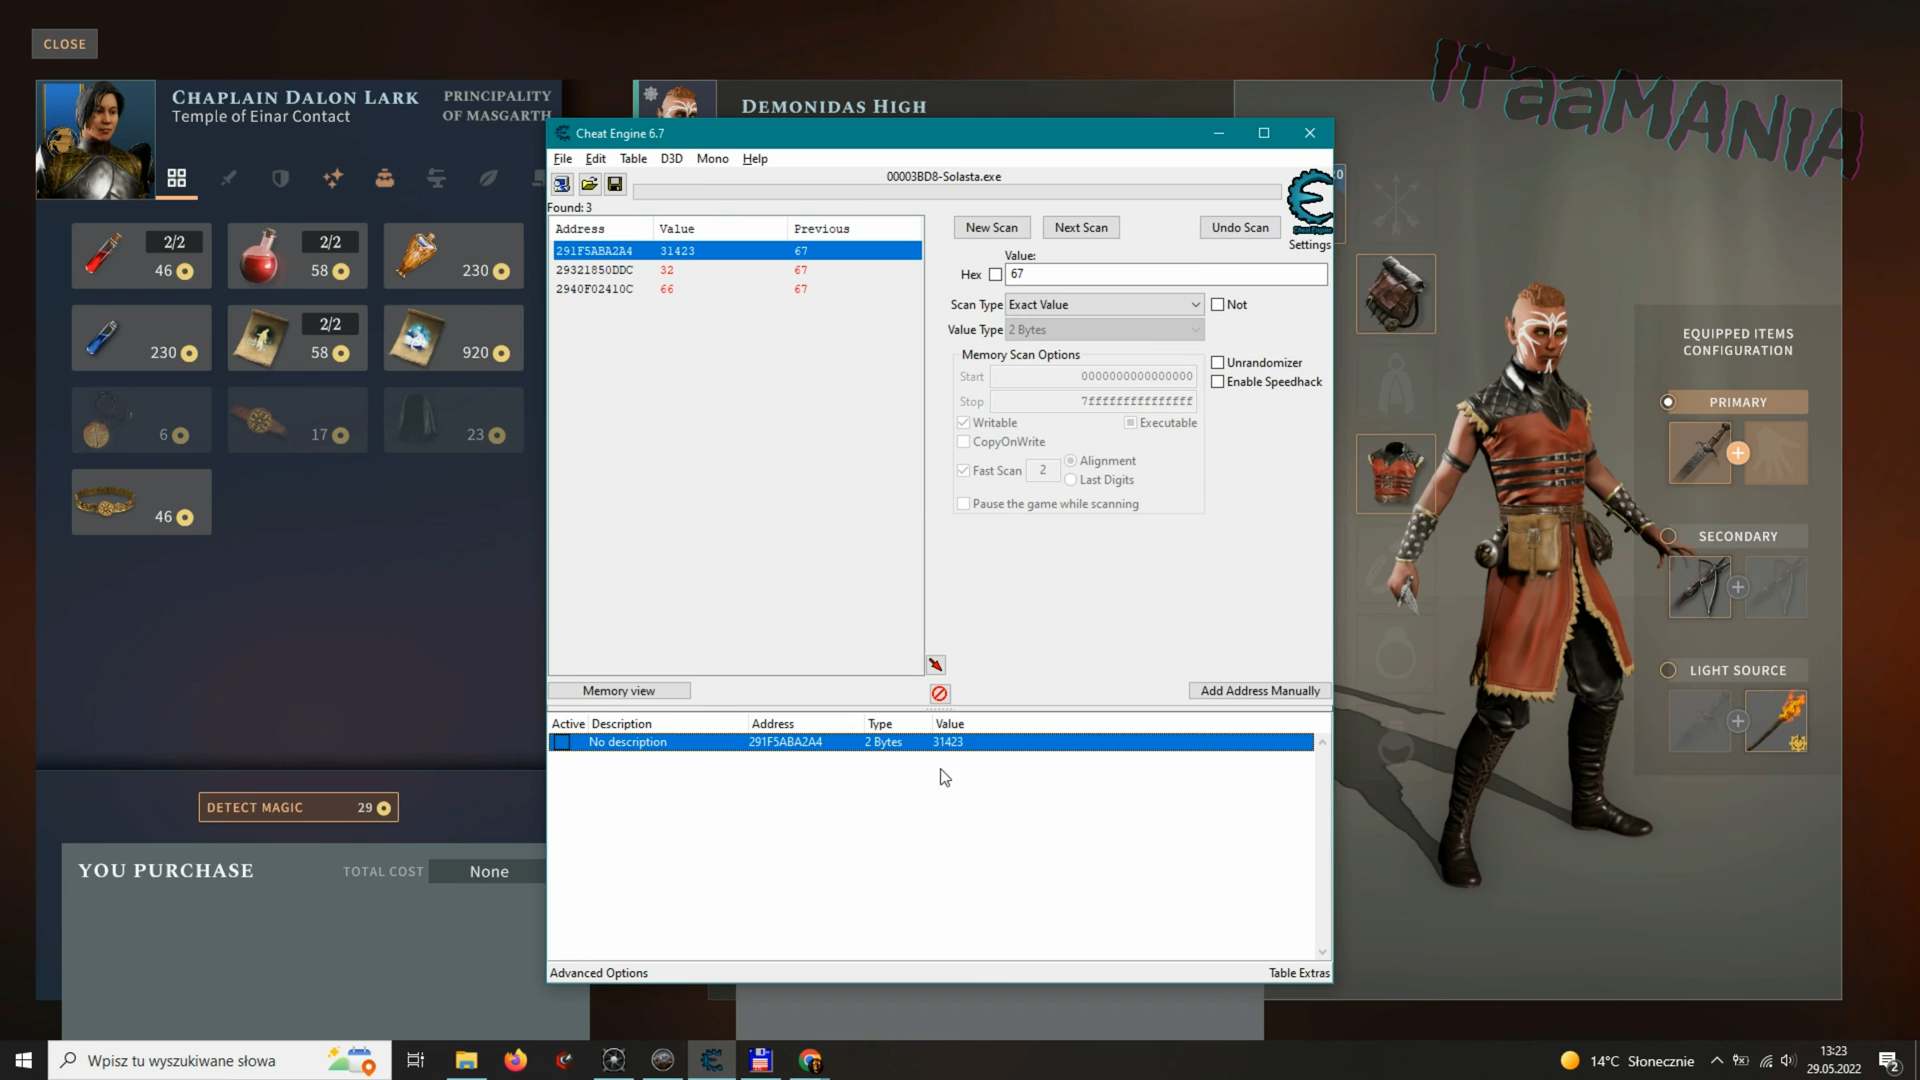 CLOSE
ITaaMANIA
CHAPLAIN DALON LARK
Temple of Einar Contact
PRINCIPALITY
OF MASGARTH
DEMONIDAS HIGH
2/2
46
2/2
58
230
230
2/2
58
920
6
17
23
46
DETECT MAGIC 29
YOU PURCHASE
TOTAL COST None
Cheat Engine 6.7
File Edit Table D3D Mono Help
00003BD8-Solasta.exe
Found: 3
Address Value Previous
291F5ABA2A4 31423 67
29321850DDC 32 67
2940F02410C 66 67
New Scan Next Scan Undo Scan
Cheat Engine
Settings
Value:
Hex 67
Scan Type Exact Value Not
Value Type 2 Bytes
Memory Scan Options
Start 0000000000000000
Stop 7fffffffffffffff
Writable Executable
CopyOnWrite
Fast Scan 2 Alignment
Last Digits
Pause the game while scanning
Unrandomizer
Enable Speedhack
Memory view
Add Address Manually
Active Description Address Type Value
No description 291F5ABA2A4 2 Bytes 31423
Advanced Options Table Extras
EQUIPPED ITEMS
CONFIGURATION
PRIMARY
SECONDARY
LIGHT SOURCE
Wpisz tu wyszukiwane słowa
14°C Słonecznie
13:23
29.05.2022
2